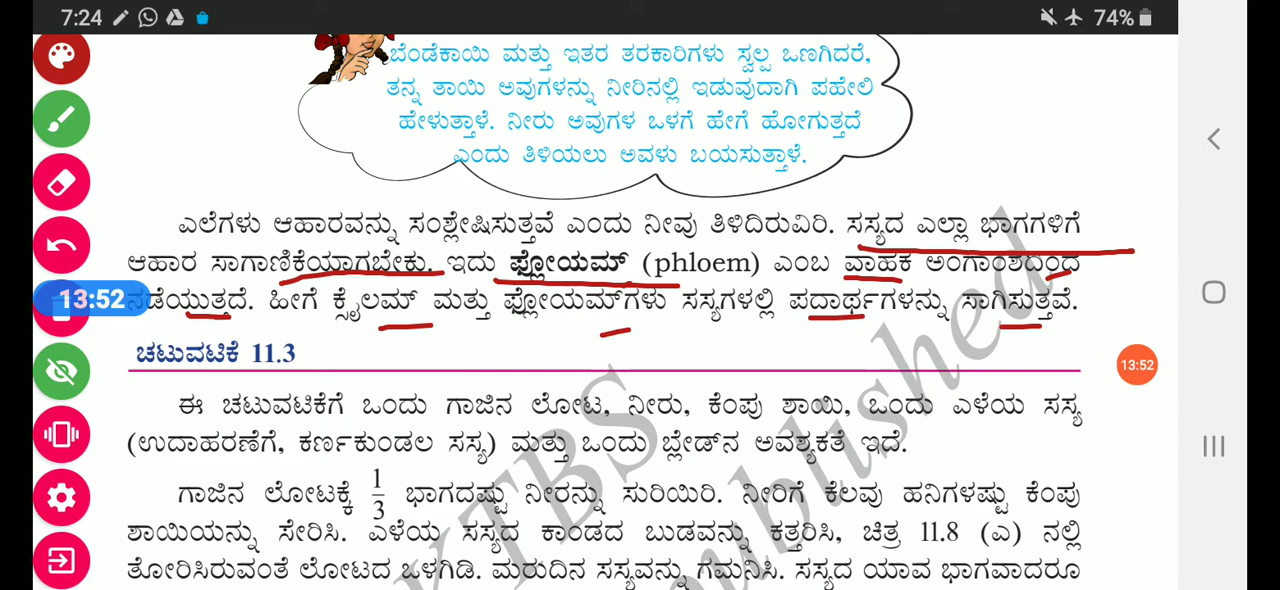 7:24
74%
ಬೆಂಡೆಕಾಯಿ ಮತ್ತು ಇತರ ತರಕಾರಿಗಳು ಸ್ವಲ್ಪ ಒಣಗಿದರೆ,
ತನ್ನ ತಾಯಿ ಅವುಗಳನ್ನು ನೀರಿನಲ್ಲಿ ಇಡುವುದಾಗಿ ಪಹೇಲಿ
ಹೇಳುತ್ತಾಳೆ. ನೀರು ಅವುಗಳ ಒಳಗೆ ಹೇಗೆ ಹೋಗುತ್ತದೆ
ಎಂದು ತಿಳಿಯಲು ಅವಳು ಬಯಸುತ್ತಾಳೆ.
ಎಲೆಗಳು ಆಹಾರವನ್ನು ಸಂಶ್ಲೇಷಿಸುತ್ತವೆ ಎಂದು ನೀವು ತಿಳಿದಿರುವಿರಿ. ಸಸ್ಯದ ಎಲ್ಲಾ ಭಾಗಗಳಿಗೆ
ಆಹಾರ ಸಾಗಾಣಿಕೆಯಾಗಬೇಕು. ಇದು ಫ್ಲೋಯಮ್ (phloem) ಎಂಬ ವಾಹಕ ಅಂಗಾಂಶದಿಂದ
ನಡೆಯುತ್ತದೆ. ಹೀಗೆ ಕ್ಸೈಲಮ್ ಮತ್ತು ಫ್ಲೋಯಮ್‌ಗಳು ಸಸ್ಯಗಳಲ್ಲಿ ಪದಾರ್ಥಗಳನ್ನು ಸಾಗಿಸುತ್ತವೆ.
13:52
13:52
ಚಟುವಟಿಕೆ 11.3
ಈ ಚಟುವಟಿಕೆಗೆ ಒಂದು ಗಾಜಿನ ಲೋಟ, ನೀರು, ಕೆಂಪು ಶಾಯಿ, ಒಂದು ಎಳೆಯ ಸಸ್ಯ
(ಉದಾಹರಣೆಗೆ, ಕರ್ಣಕುಂಡಲ ಸಸ್ಯ) ಮತ್ತು ಒಂದು ಬ್ಲೇಡ್‌ನ ಅವಶ್ಯಕತೆ ಇದೆ.
ಗಾಜಿನ ಲೋಟಕ್ಕೆ 1/3 ಭಾಗದಷ್ಟು ನೀರನ್ನು ಸುರಿಯಿರಿ. ನೀರಿಗೆ ಕೆಲವು ಹನಿಗಳಷ್ಟು ಕೆಂಪು
ಶಾಯಿಯನ್ನು ಸೇರಿಸಿ. ಎಳೆಯ ಸಸ್ಯದ ಕಾಂಡದ ಬುಡವನ್ನು ಕತ್ತರಿಸಿ, ಚಿತ್ರ 11.8 (ಎ) ನಲ್ಲಿ
ತೋರಿಸಿರುವಂತೆ ಲೋಟದ ಒಳಗಿಡಿ. ಮರುದಿನ ಸಸ್ಯವನ್ನು ಗಮನಿಸಿ. ಸಸ್ಯದ ಯಾವ ಭಾಗವಾದರೂ
KTBS